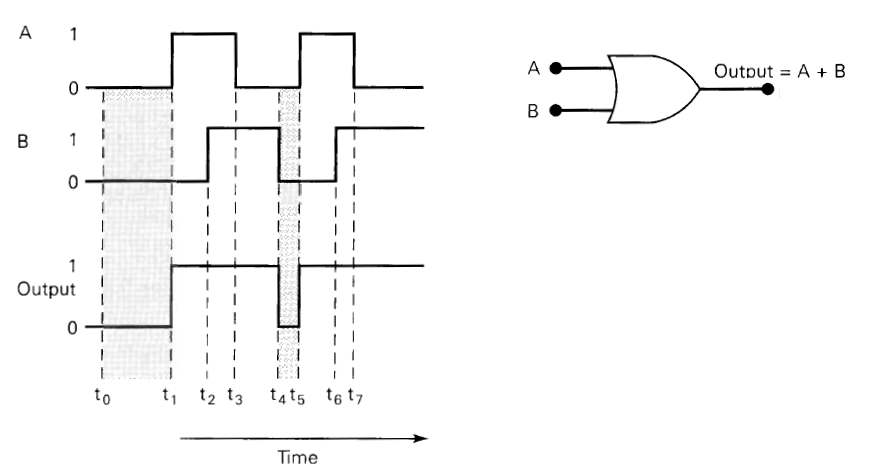 A 1
0
B 1
0
1
Output
0
t0 t1 t2 t3 t4 t5 t6 t7
Time
A
Output = A + B
B